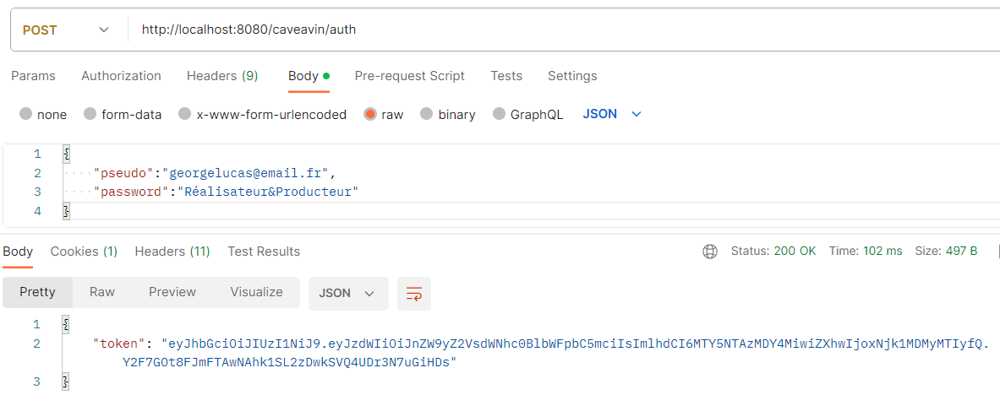 POST http://localhost:8080/caveavin/auth
Params Authorization Headers (9) Body Pre-request Script Tests Settings
none form-data x-www-form-urlencoded raw binary GraphQL JSON
1 {
2 "pseudo":"georgelucas@email.fr",
3 "password":"Réalisateur&Producteur"
4 }
Body Cookies (1) Headers (11) Test Results Status: 200 OK Time: 102 ms Size: 497 B
Pretty Raw Preview Visualize JSON
1 {
2 "token": "eyJhbGciOiJIUzI1NiJ9.eyJzdWIiOiJnZW9yZ2VsdWNhc0BlbWFpbC5mciIsImlhdCI6MTY5NTAzMDY4MiwiZXhwIjoxNjk1MDMyMTIyfQ.
Y2F7GOt8FJmFTAwNAhk1SL2zDwkSVQ4UDr3N7uGiHDs"
3 }